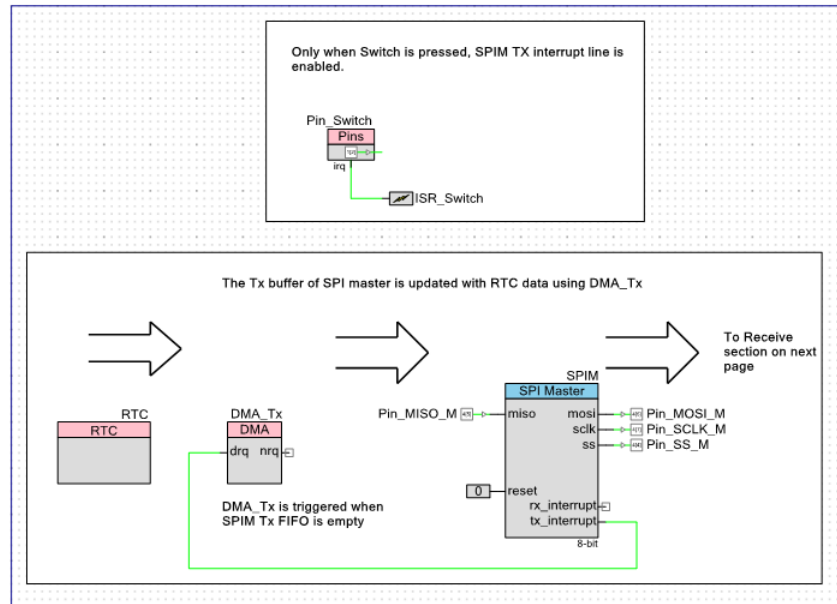 Only when Switch is pressed, SPIM TX interrupt line is
enabled.
Pin_Switch
Pins
irq
ISR_Switch
The Tx buffer of SPI master is updated with RTC data using DMA_Tx
To Receive
section on next
page
RTC
RTC
DMA_Tx
DMA
drq nrq
DMA_Tx is triggered when
SPIM Tx FIFO is empty
SPIM
SPI Master
Pin_MISO_M
miso mosi
Pin_MOSI_M
sclk
Pin_SCLK_M
ss
Pin_SS_M
0
reset
rx_interrupt
tx_interrupt
8-bit